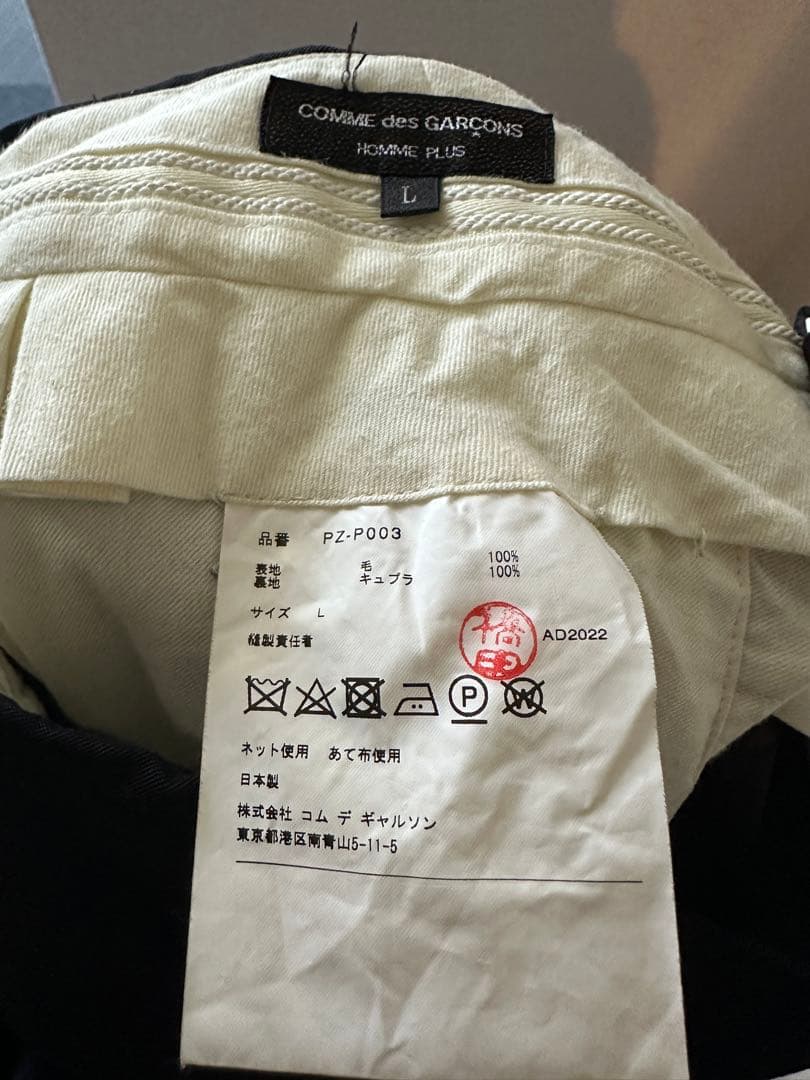 COMME des GARÇONS
HOMME PLUS
L
品番 PZ-P003
表地 毛 100%
裏地 キュプラ 100%
サイズ L
縫製責任者 橋印 AD2022
P W
ネット使用 あて布使用
日本製
株式会社 コム デ ギャルソン
東京都港区南青山5-11-5